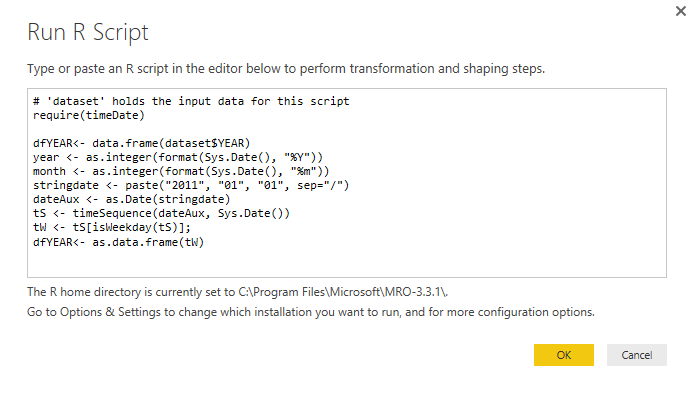 Run R Script
Type or paste an R script in the editor below to perform transformation and shaping steps.
# 'dataset' holds the input data for this script
require(timeDate)
dfYEAR<- data.frame(dataset$YEAR)
year <- as.integer(format(Sys.Date(), "%Y"))
month <- as.integer(format(Sys.Date(), "%m"))
stringdate <- paste("2011", "01", "01", sep="/")
dateAux <- as.Date(stringdate)
tS <- timeSequence(dateAux, Sys.Date())
tW <- tS[isWeekday(tS)];
dfYEAR<- as.data.frame(tW)
The R home directory is currently set to C:\Program Files\Microsoft\MRO-3.3.1\.
Go to Options & Settings to change which installation you want to run, and for more configuration options.
OK Cancel